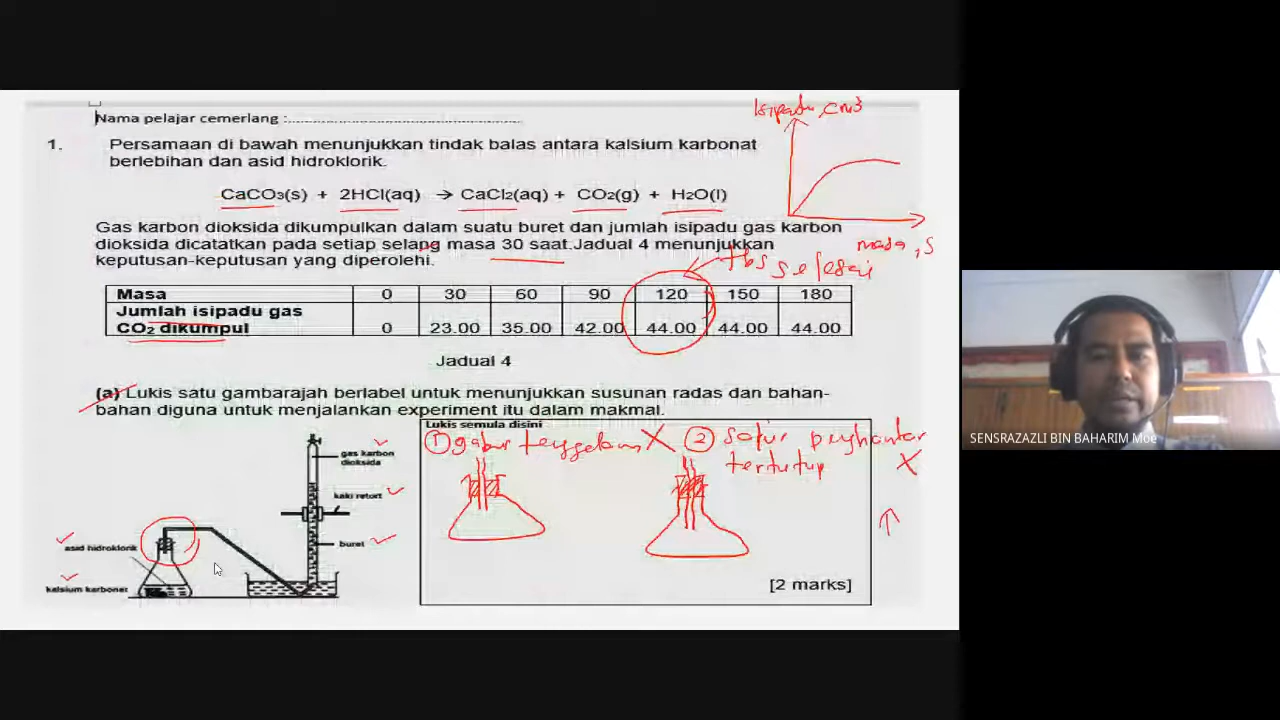 Nama pelajar cemerlang :......................................................
Isipadu, cm3
1. Persamaan di bawah menunjukkan tindak balas antara kalsium karbonat
berlebihan dan asid hidroklorik.
CaCO3(s) + 2HCl(aq) → CaCl2(aq) + CO2(g) + H2O(l)
Gas karbon dioksida dikumpulkan dalam suatu buret dan jumlah isipadu gas karbon
dioksida dicatatkan pada setiap selang masa 30 saat.Jadual 4 menunjukkan
keputusan-keputusan yang diperolehi.
masa, s
tbs selesai
Masa 0 30 60 90 120 150 180
Jumlah isipadu gas
CO2 dikumpul 0 23.00 35.00 42.00 44.00 44.00 44.00
Jadual 4
(a) Lukis satu gambarajah berlabel untuk menunjukkan susunan radas dan bahan-
bahan diguna untuk menjalankan experiment itu dalam makmal.
Lukis semula disini
① gabus tenggelam X ② salur penghantar
tertutup X
gas karbon
dioksida
kaki retort
buret
asid hidroklorik
kalsium karbonat
[2 marks]
SENSRAZAZLI BIN BAHARIM Moe